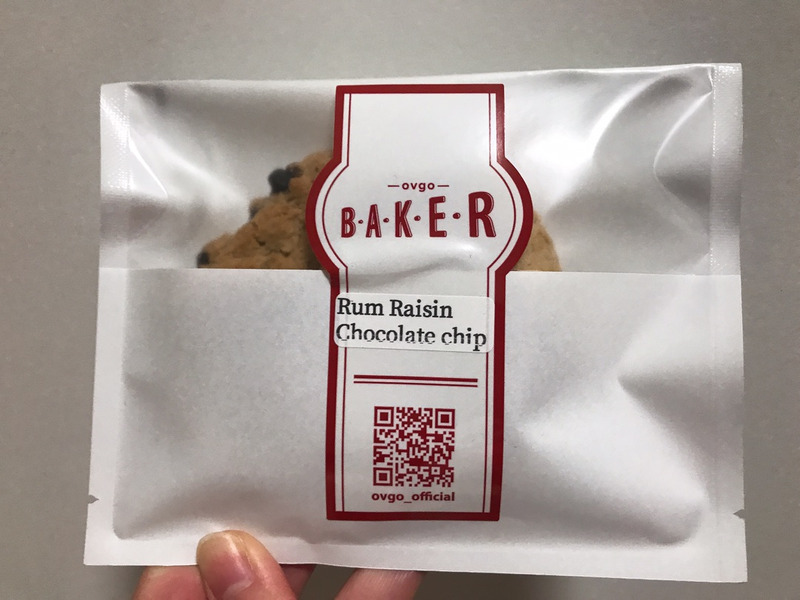 ovgo
B·A·K·E·R
Rum Raisin
Chocolate chip
ovgo_official